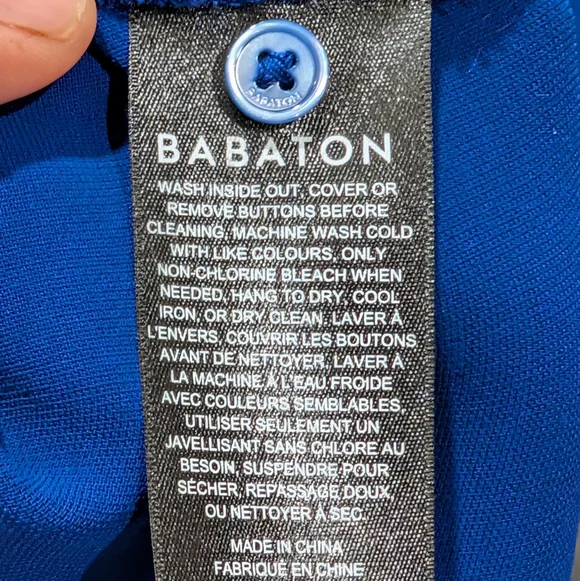 BABATON
BABATON
WASH INSIDE OUT, COVER OR
REMOVE BUTTONS BEFORE
CLEANING, MACHINE WASH COLD
WITH LIKE COLOURS, ONLY
NON-CHLORINE BLEACH WHEN
NEEDED, HANG TO DRY, COOL
IRON, OR DRY CLEAN. LAVER À
L'ENVERS, COUVRIR LES BOUTONS
AVANT DE NETTOYER, LAVER À
LA MACHINE À L'EAU FROIDE
AVEC COULEURS SEMBLABLES,
UTILISER SEULEMENT UN
JAVELLISANT SANS CHLORE AU
BESOIN, SUSPENDRE POUR
SÉCHER, REPASSAGE DOUX,
OU NETTOYER À SEC.
MADE IN CHINA
FABRIQUÉ EN CHINE